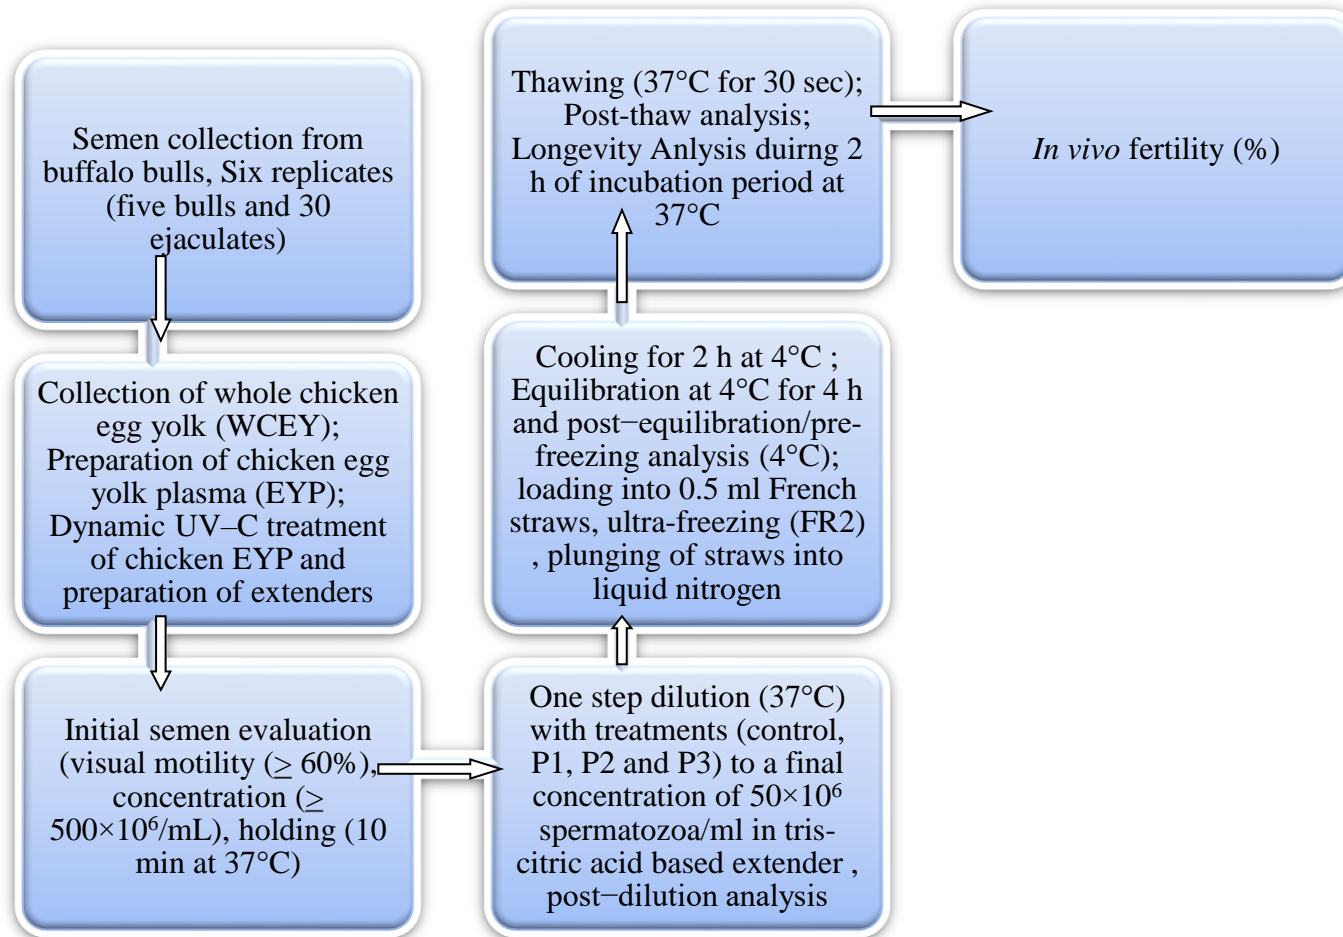 Semen collection from
buffalo bulls, Six replicates
(five bulls and 30
ejaculates)
Collection of whole chicken
egg yolk (WCEY);
Preparation of chicken egg
yolk plasma (EYP);
Dynamic UV–C treatment
of chicken EYP and
preparation of extenders
Initial semen evaluation
(visual motility (≥ 60%),
concentration (≥
500×10⁶/mL), holding (10
min at 37°C)
One step dilution (37°C)
with treatments (control,
P1, P2 and P3) to a final
concentration of 50×10⁶
spermatozoa/ml in tris-
citric acid based extender ,
post−dilution analysis
Cooling for 2 h at 4°C ;
Equilibration at 4°C for 4 h
and post−equilibration/pre-
freezing analysis (4°C);
loading into 0.5 ml French
straws, ultra-freezing (FR2)
, plunging of straws into
liquid nitrogen
Thawing (37°C for 30 sec);
Post-thaw analysis;
Longevity Anlysis duirng 2
h of incubation period at
37°C
In vivo fertility (%)